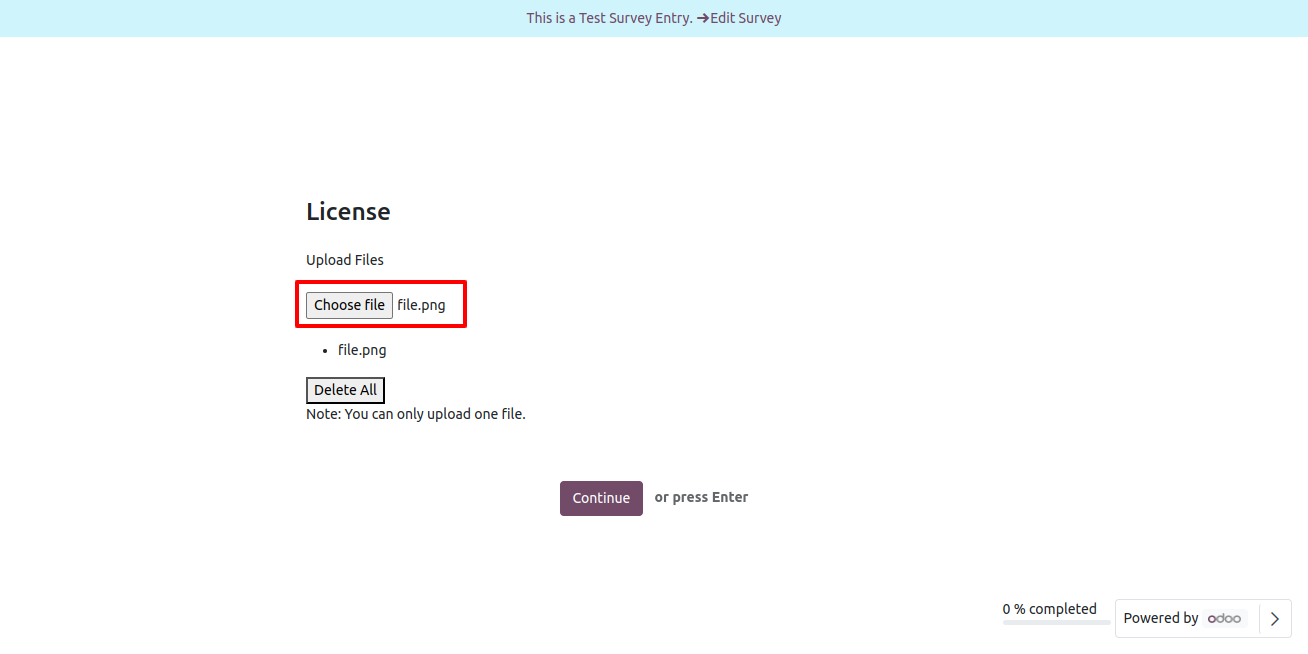 This is a Test Survey Entry. ➔Edit Survey
License
Upload Files
Choose file file.png
• file.png
Delete All
Note: You can only upload one file.
Continue or press Enter
0 % completed
Powered by odoo